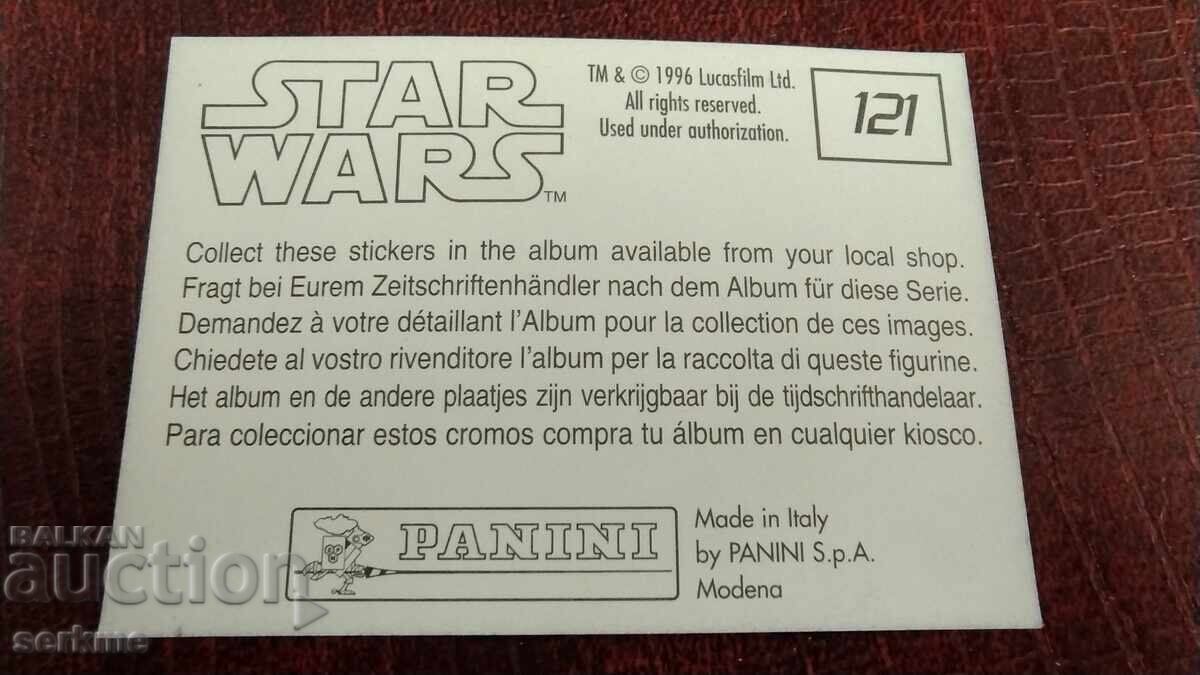 STAR
WARS TM
TM & © 1996 Lucasfilm Ltd.
All rights reserved.
Used under authorization.
121
Collect these stickers in the album available from your local shop.
Fragt bei Eurem Zeitschriftenhändler nach dem Album für diese Serie.
Demandez à votre détaillant l'Album pour la collection de ces images.
Chiedete al vostro rivenditore l'album per la raccolta di queste figurine.
Het album en de andere plaatjes zijn verkrijgbaar bij de tijdschrifthandelaar.
Para coleccionar estos cromos compra tu álbum en cualquier kiosco.
PANINI
Made in Italy
by PANINI S.p.A.
Modena
BALKAN
auction
serkme